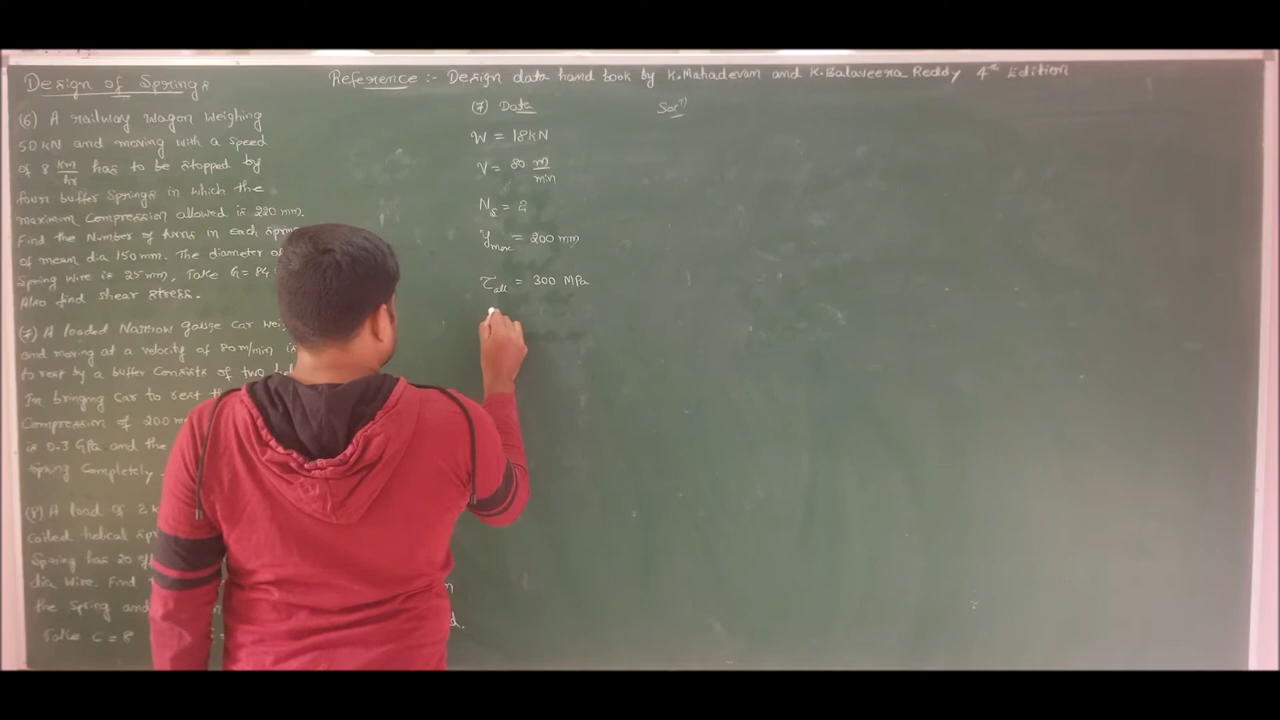 Design of Springs
Reference :- Design data hand book by K.Mahadevan and K.Balaveera Reddy 4th Edition
(6) A railway wagon weighing
50 kN and moving with a speed
of 8 km/hr has to be stopped by
four buffer springs in which the
maximum compression allowed is 220 mm.
Find the Number of turns in each
of mean dia 150 mm. The diameter
Spring wire is 25 mm, Take G = 84
Also find shear stress.
(7) A loaded Narrow gauge car
and moving at a velocity of 80 m/min
to rest by a buffer consists of two
In bringing car to rest
Compression of 200
is 0.3 GPa and the
spring Completely
(8) A load of 2
Coiled helical
Spring has 20
dia wire. Find
the Spring and
Take C = 8
(7) Data
W = 18 kN
V = 80 m/min
Ns = 2
ymax = 200 mm
τall = 300 MPa
Sol")